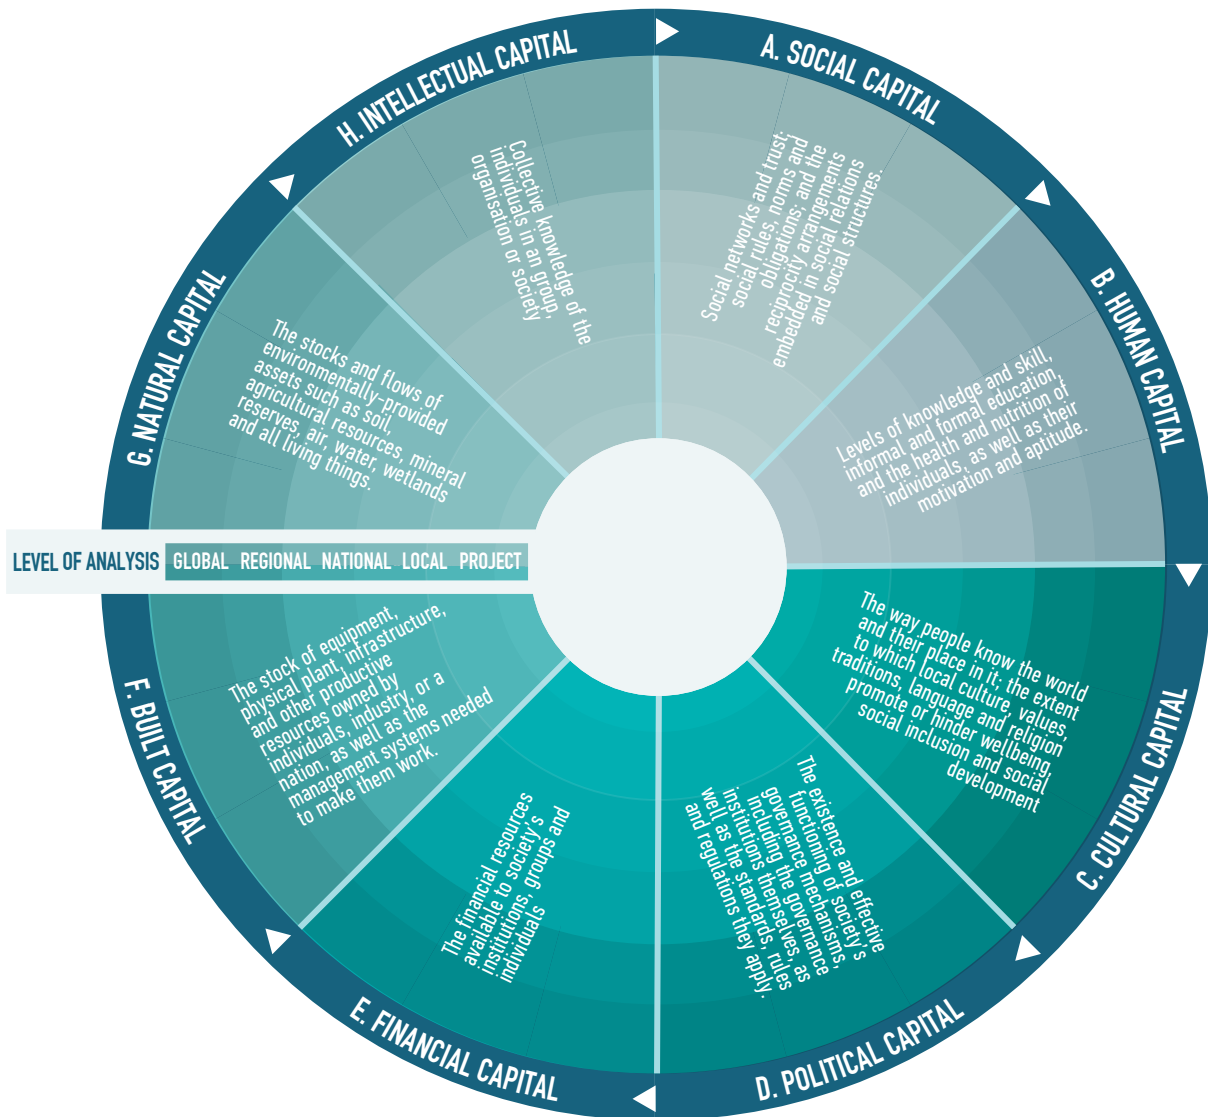 A. SOCIAL CAPITAL
Social networks and trust;
social rules, norms and
obligations; and the
reciprocity arrangements
embedded in social relations
and social structures.
B. HUMAN CAPITAL
Levels of knowledge and skill,
informal and formal education,
and the health and nutrition of
individuals, as well as their
motivation and aptitude.
C. CULTURAL CAPITAL
The way people know the world
and their place in it; the extent
to which local culture, values,
traditions, language and religion
promote or hinder wellbeing,
social inclusion and social
development
D. POLITICAL CAPITAL
The existence and effective
functioning of society's
governance mechanisms,
including the governance
institutions themselves, as
well as the standards, rules
and regulations they apply.
E. FINANCIAL CAPITAL
The financial resources
available to society's
institutions, groups and
individuals
F. BUILT CAPITAL
The stock of equipment,
physical plant, infrastructure,
and other productive
resources owned by
individuals, industry, or a
nation, as well as the
management systems needed
to make them work.
G. NATURAL CAPITAL
The stocks and flows of
environmentally-provided
assets such as soil,
agricultural resources, mineral
reserves, air, water, wetlands
and all living things.
H. INTELLECTUAL CAPITAL
Collective knowledge of the
individuals in an group,
organisation or society
LEVEL OF ANALYSIS GLOBAL REGIONAL NATIONAL LOCAL PROJECT